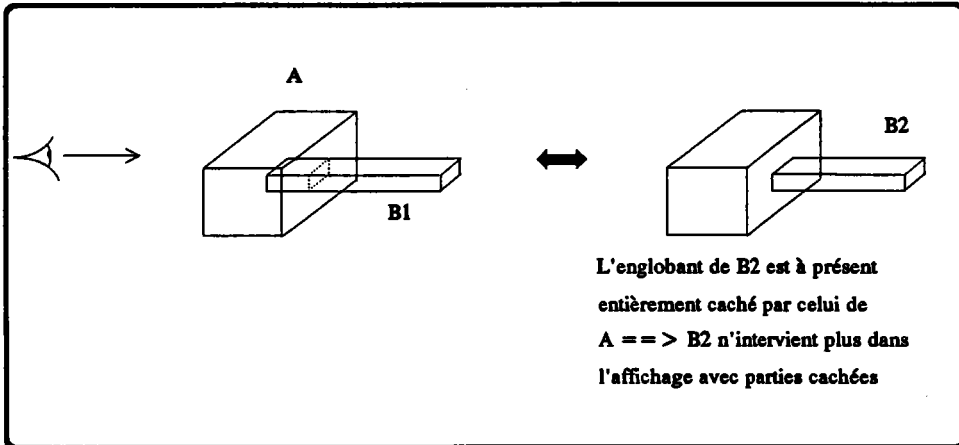 A
B2
B1
L'englobant de B2 est à présent
entièrement caché par celui de
A = = > B2 n'intervient plus dans
l'affichage avec parties cachées